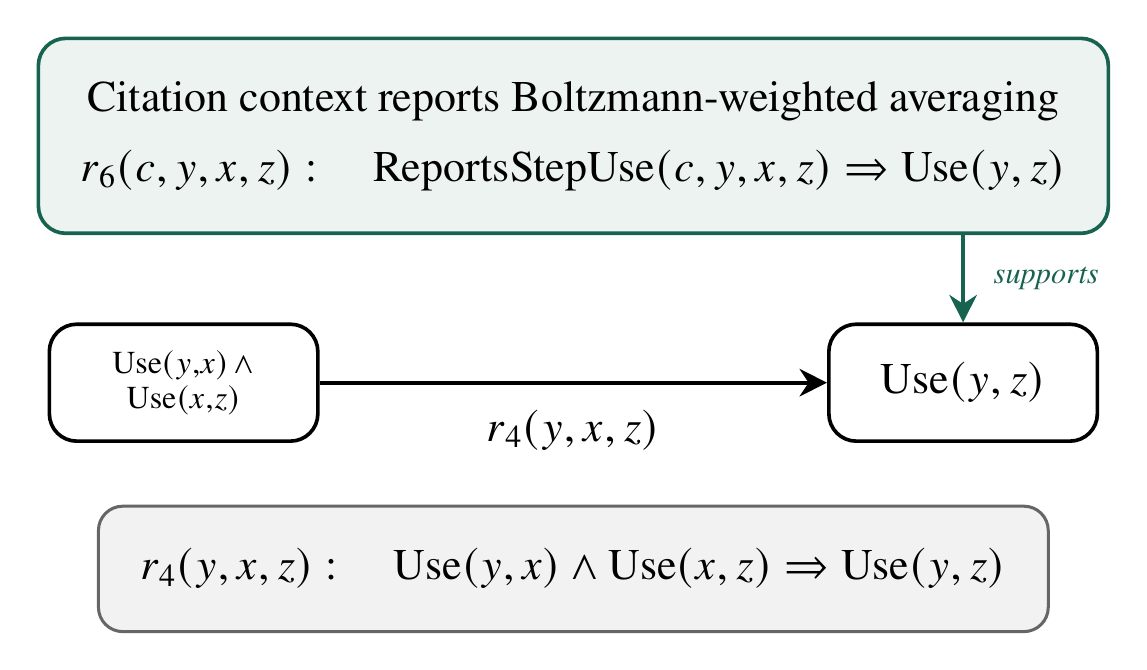 Citation context reports Boltzmann-weighted averaging
r₆(c, y, x, z) : ReportsStepUse(c, y, x, z) ⇒ Use(y, z)
supports
Use(y,x) ∧
Use(x,z)
Use(y, z)
r₄(y, x, z)
r₄(y, x, z) : Use(y, x) ∧ Use(x, z) ⇒ Use(y, z)